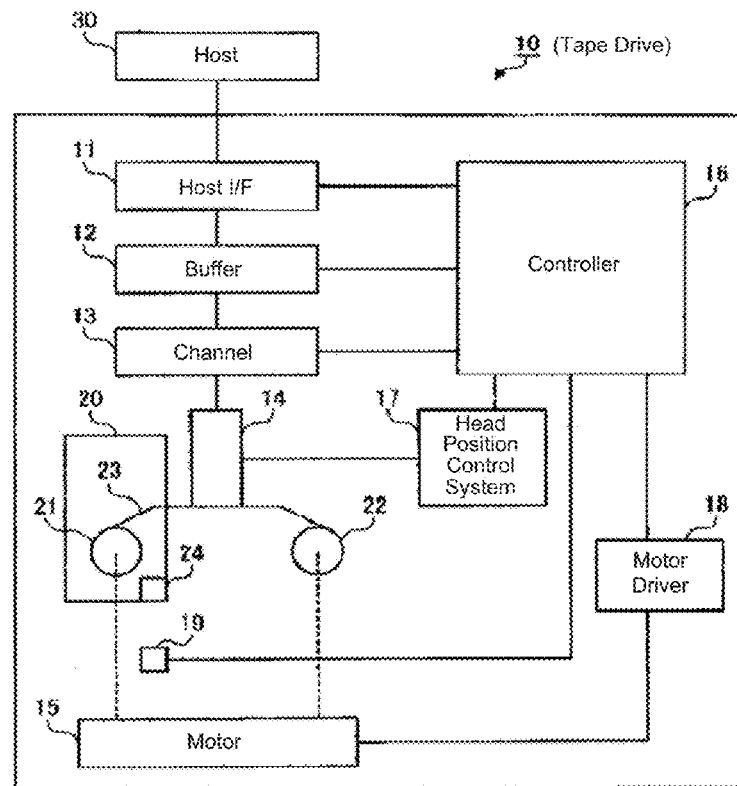 30
Host
10 (Tape Drive)
11
Host I/F
16
12
Buffer
Controller
13
Channel
20
14
17
Head
Position
Control
System
23
21
22
18
24
Motor
Driver
19
15
Motor